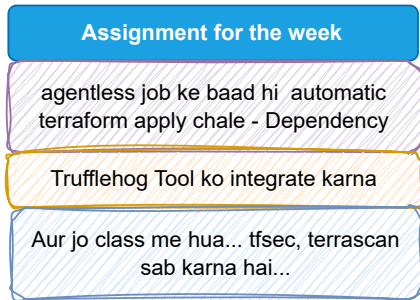 Assignment for the week
agentless job ke baad hi  automatic
terraform apply chale - Dependency
Trufflehog Tool ko integrate karna
Aur jo class me hua... tfsec, terrascan
sab karna hai...